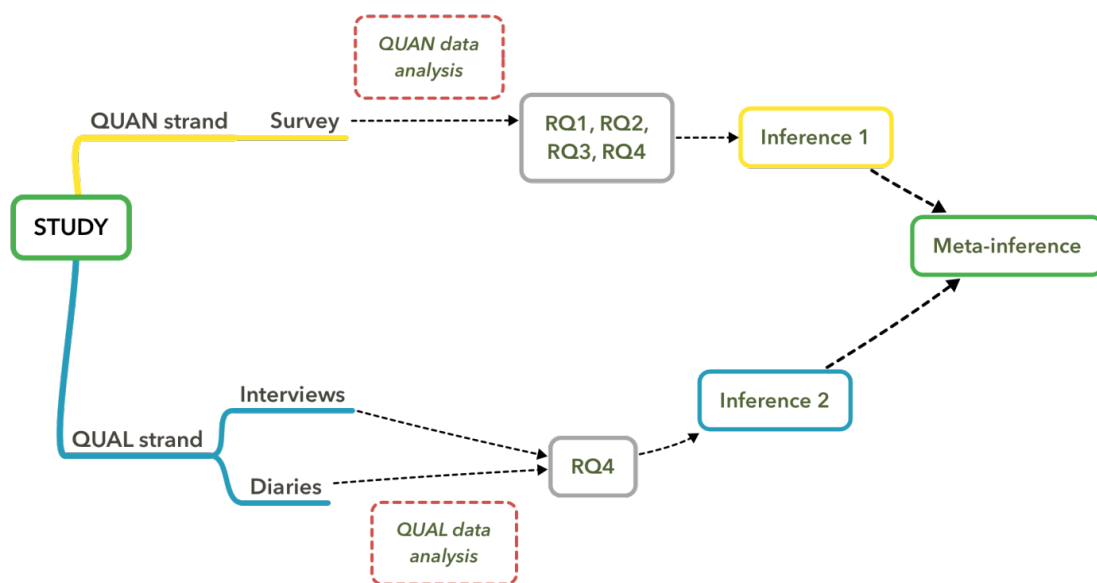 QUAN data
analysis
QUAN strand
Survey
RQ1, RQ2,
RQ3, RQ4
Inference 1
STUDY
Meta-inference
Interviews
Inference 2
QUAL strand
RQ4
Diaries
QUAL data
analysis